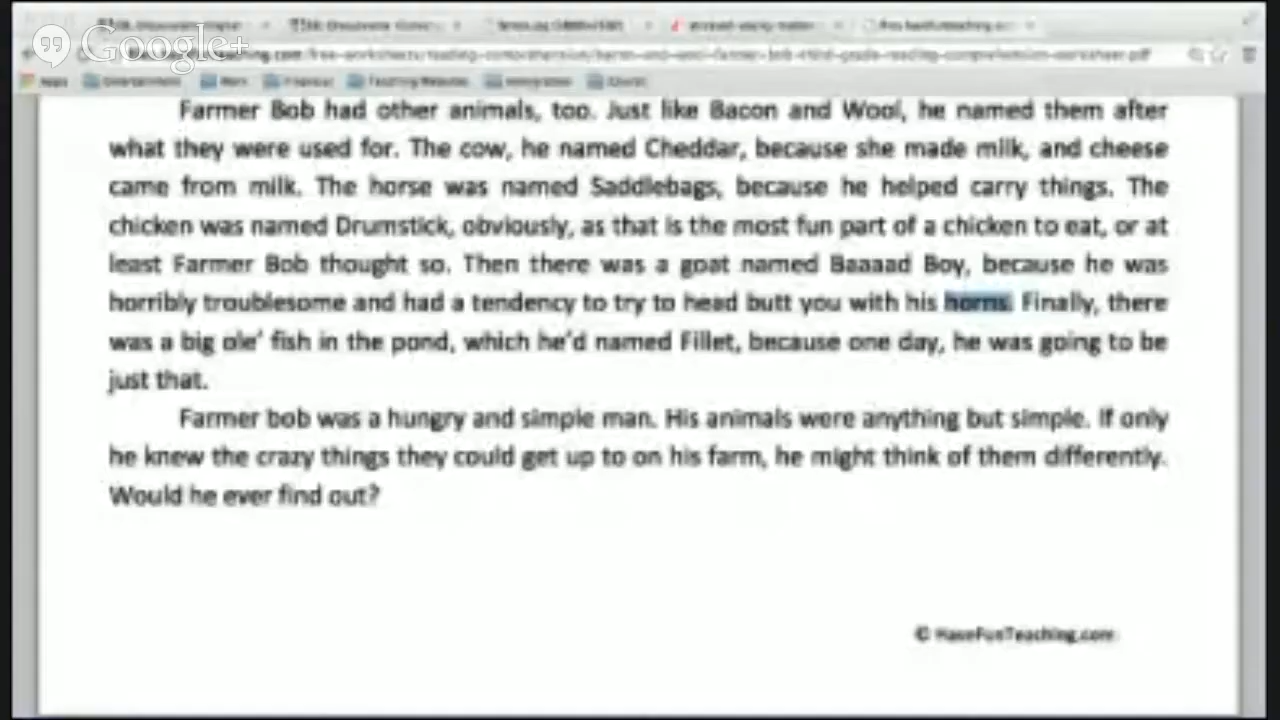 Google+
Farmer Bob had other animals, too. Just like Bacon and Wool, he named them after
what they were used for. The cow, he named Cheddar, because she made milk, and cheese
came from milk. The horse was named Saddlebags, because he helped carry things. The
chicken was named Drumstick, obviously, as that is the most fun part of a chicken to eat, or at
least Farmer Bob thought so. Then there was a goat named Baaaad Boy, because he was
horribly troublesome and had a tendency to try to head butt you with his horns. Finally, there
was a big ole' fish in the pond, which he'd named Fillet, because one day, he was going to be
just that.
Farmer bob was a hungry and simple man. His animals were anything but simple. If only
he knew the crazy things they could get up to on his farm, he might think of them differently.
Would he ever find out?
© HaveFunTeaching.com